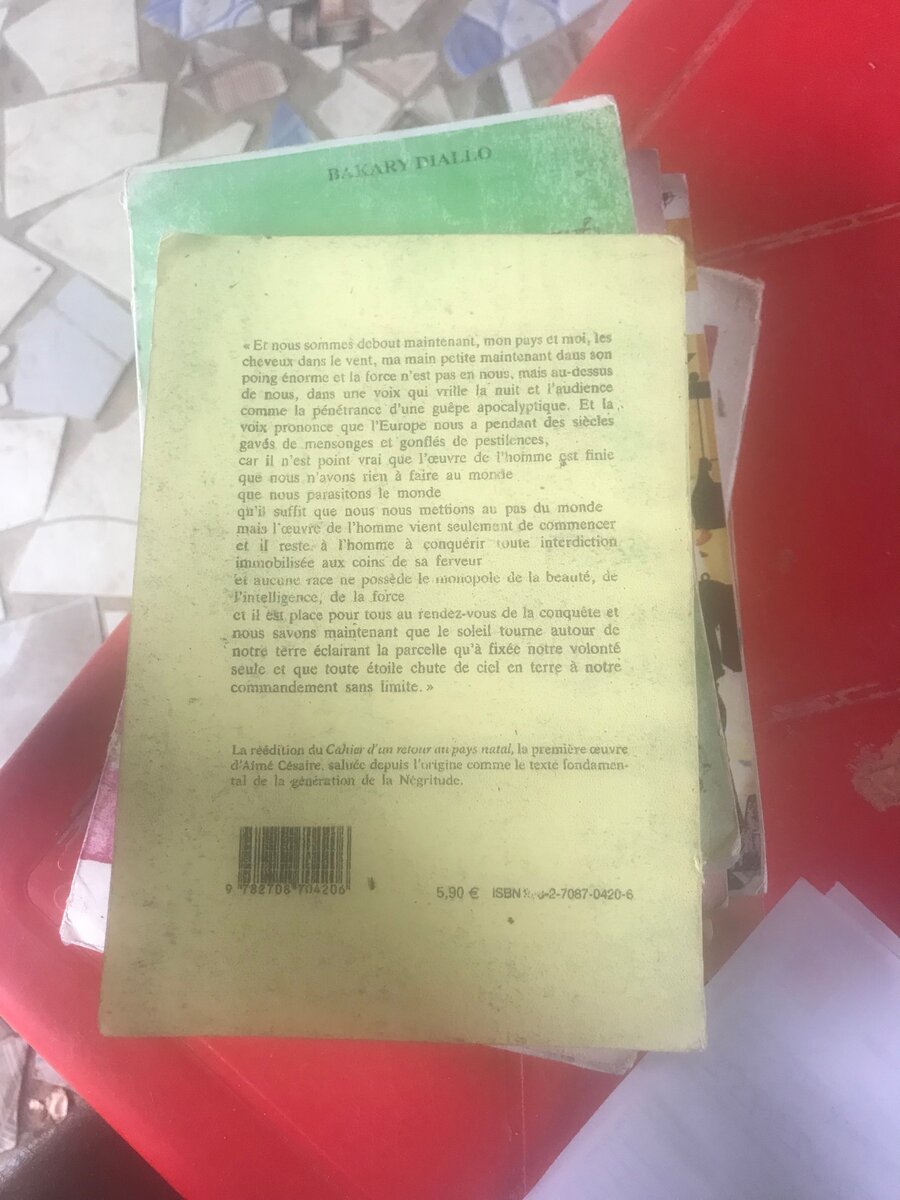 BAKARY DIALLO
« Et nous sommes debout maintenant, mon pays et moi, les
cheveux dans le vent, ma main petite maintenant dans son
poing énorme et la force n'est pas en nous, mais au-dessus
de nous, dans une voix qui vrille la nuit et l'audience
comme la pénétrance d'une guêpe apocalyptique. Et la
voix prononce que l'Europe nous a pendant des siècles
gavés de mensonges et gonflés de pestilences,
car il n'est point vrai que l'œuvre de l'homme est finie
que nous n'avons rien à faire au monde
que nous parasitons le monde
qu'il suffit que nous nous mettions au pas du monde
mais l'œuvre de l'homme vient seulement de commencer
et il reste à l'homme à conquérir toute interdiction
immobilisée aux coins de sa ferveur
et aucune race ne possède le monopole de la beauté, de
l'intelligence, de la force
et il est place pour tous au rendez-vous de la conquête et
nous savons maintenant que le soleil tourne autour de
notre terre éclairant la parcelle qu'à fixée notre volonté
seule et que toute étoile chute de ciel en terre à notre
commandement sans limite. »
La réédition du Cahier d'un retour au pays natal, la première œuvre
d'Aimé Césaire, saluée depuis l'origine comme le texte fondamen-
tal de la génération de la Négritude.
9 782708 704206
5,90 € ISBN 2-7087-0420-6